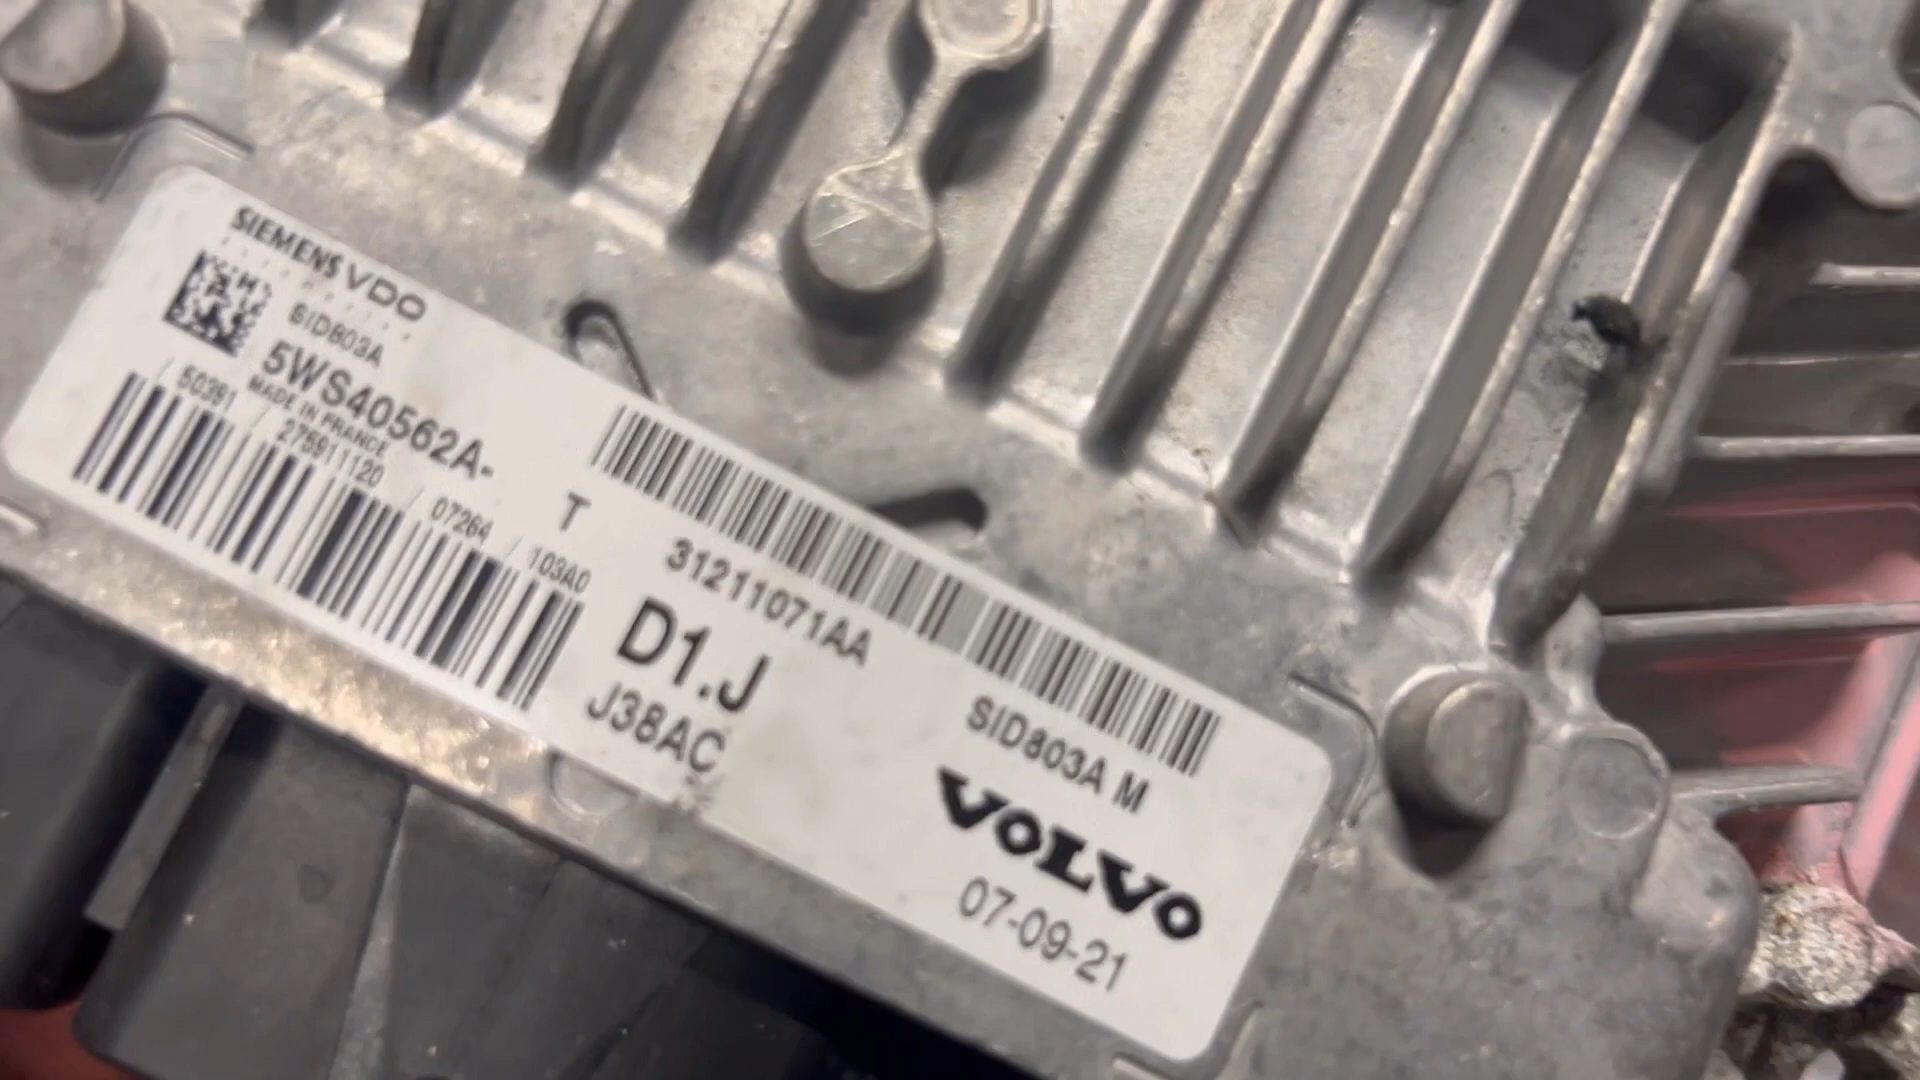 SIEMENS VDO
SID803A
5WS40562A-
T
MADE IN FRANCE
/ 50391 / 275911120 / 07264 / 103A0
31211071AA
D1.J
J38AC
SID803A M
VOLVO
07-09-21